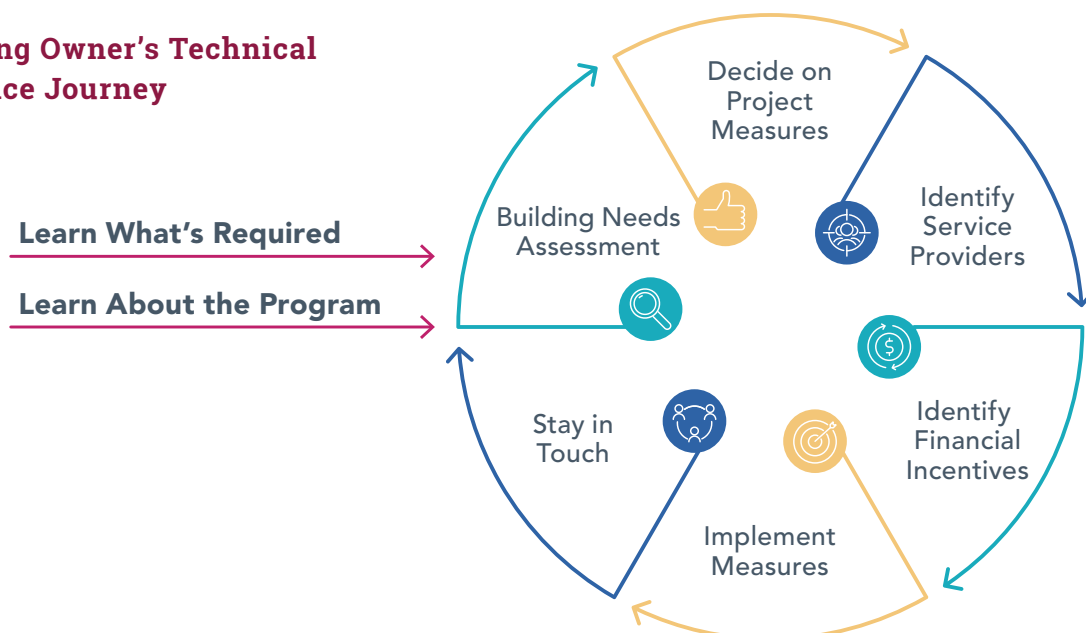 ng Owner's Technical
ce Journey
Learn What's Required
Learn About the Program
Building Needs
Assessment
Decide on
Project
Measures
Identify
Service
Providers
$
Identify
Financial
Incentives
Implement
Measures
Stay in
Touch